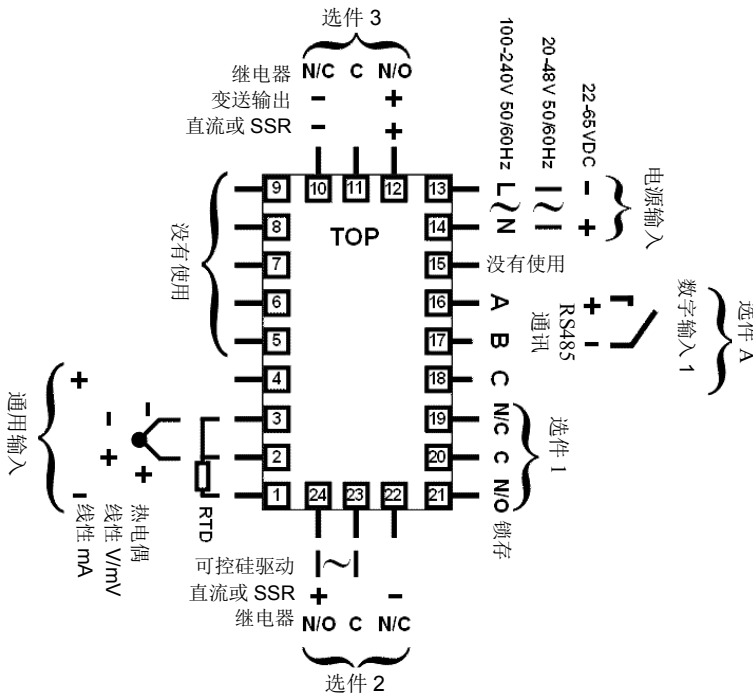 选件 3
继电器 N/C C N/O
变送输出 - +
直流或 SSR - +
100-240V 50/60Hz
20-48V 50/60Hz
22-65VDC
电源输入
9 10 11 12 13 L ~ - 
8 TOP 14 N ~ +
没有使用
7 15 没有使用
6 16 A + RS485 通讯
5 17 B -
数字输入 1
选件 A
4 18 C
3 19 N/C
2 20 C
1 24 23 22 21 N/O
选件 1
锁存
通用输入
+ - - + + -
热电偶
线性 V/mV
线性 mA
RTD
可控硅驱动 ~
直流或 SSR + -
继电器 N/O C N/C
选件 2